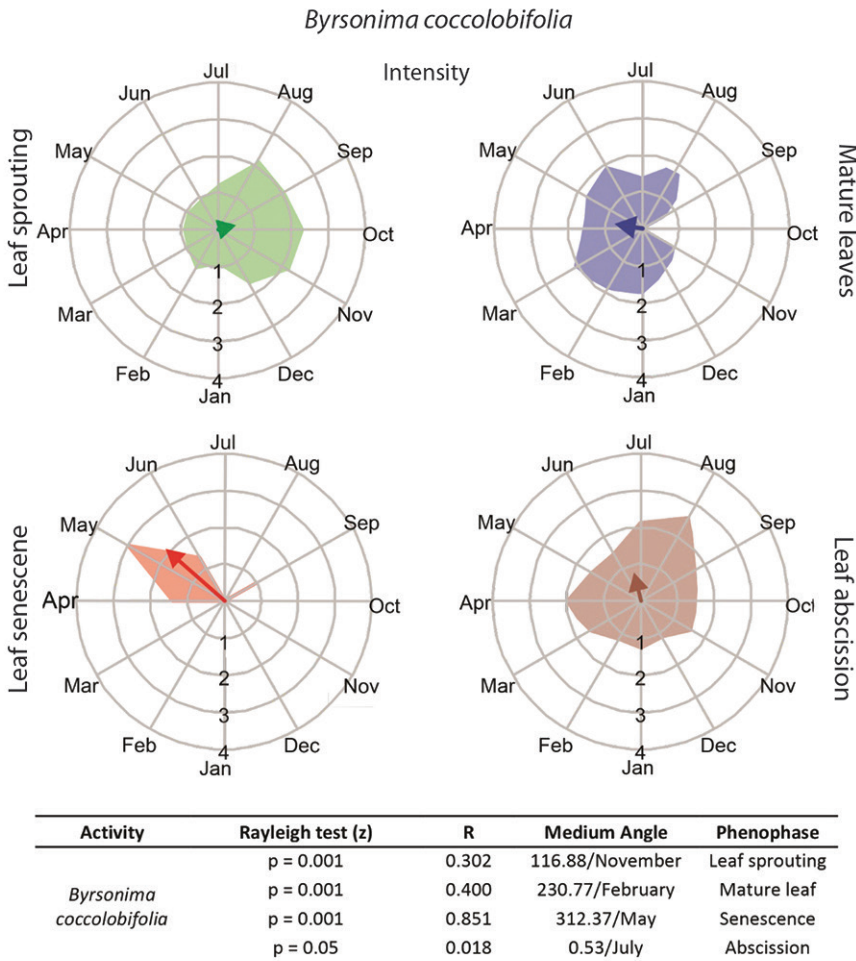 Byrsonima coccolobifolia
Intensity
Leaf sprouting
Jul
Aug
Sep
Oct
Nov
Dec
Jan
Feb
Mar
Apr
May
Jun
1
2
3
4
Mature leaves
Jul
Aug
Sep
Oct
Nov
Dec
Jan
Feb
Mar
Apr
May
Jun
1
2
3
4
Leaf senescene
Jul
Aug
Sep
Oct
Nov
Dec
Jan
Feb
Mar
Apr
May
Jun
1
2
3
4
Leaf abscission
Jul
Aug
Sep
Oct
Nov
Dec
Jan
Feb
Mar
Apr
May
Jun
1
2
3
4
Activity Rayleigh test (z) R Medium Angle Phenophase
Byrsonima coccolobifolia
p = 0.001 0.302 116.88/November Leaf sprouting
p = 0.001 0.400 230.77/February Mature leaf
p = 0.001 0.851 312.37/May Senescence
p = 0.05 0.018 0.53/July Abscission